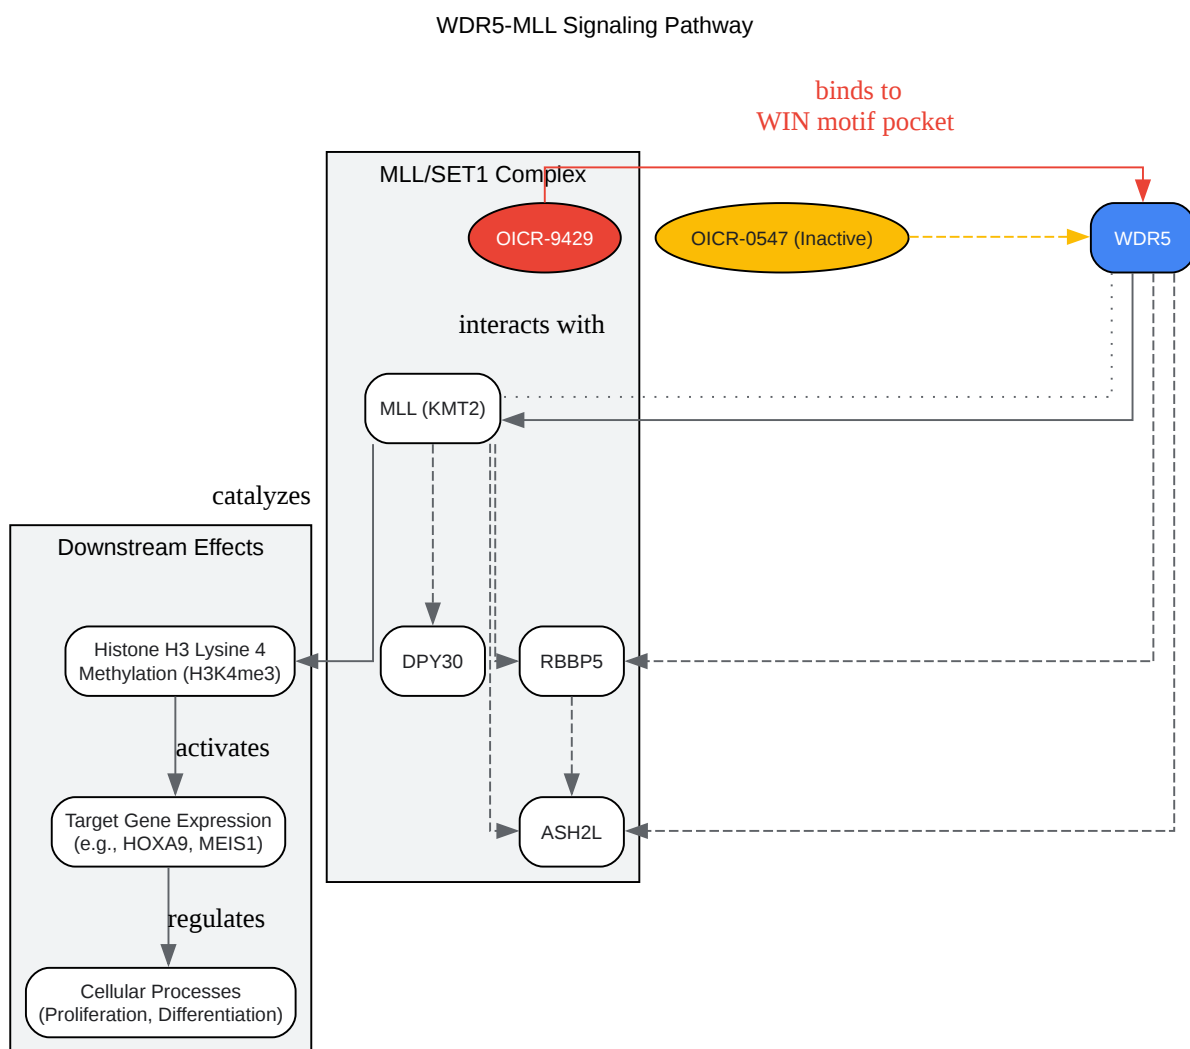 WDR5-MLL Signaling Pathway
binds to
WIN motif pocket
MLL/SET1 Complex
OICR-9429
OICR-0547 (Inactive)
WDR5
interacts with
MLL (KMT2)
catalyzes
Downstream Effects
Histone H3 Lysine 4
Methylation (H3K4me3)
DPY30
RBBP5
activates
Target Gene Expression
(e.g., HOXA9, MEIS1)
ASH2L
regulates
Cellular Processes
(Proliferation, Differentiation)